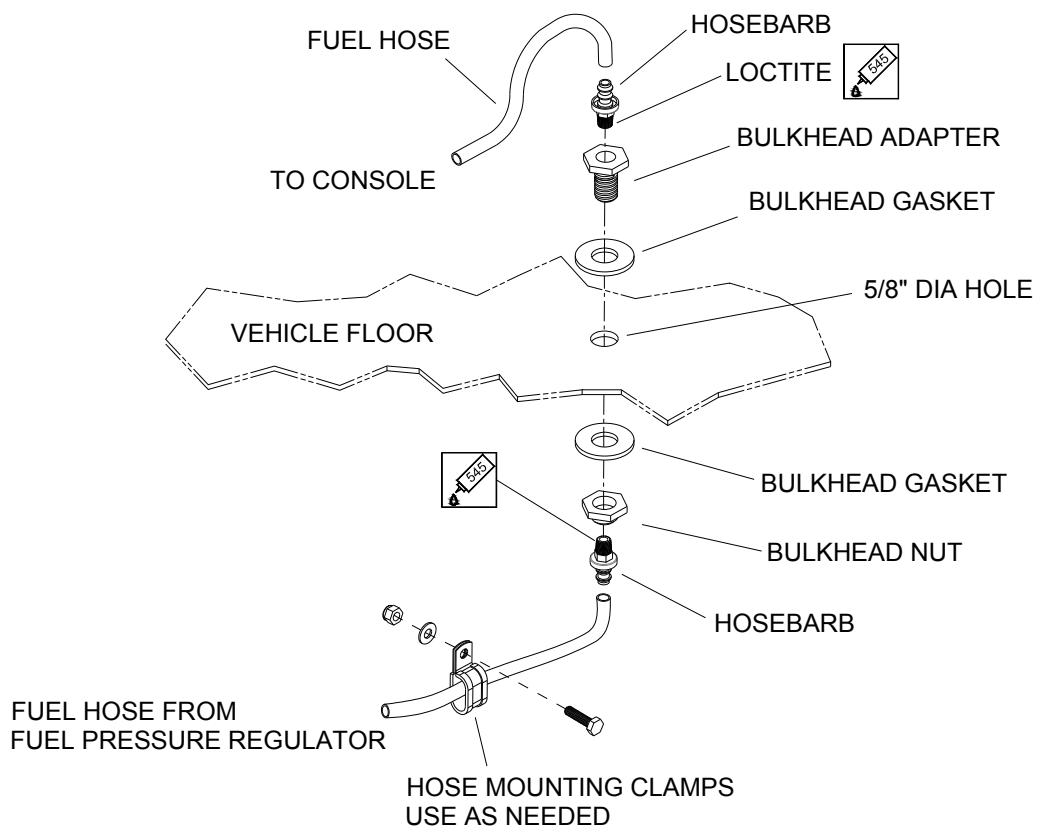 FUEL HOSE
HOSEBARB
LOCTITE
545
BULKHEAD ADAPTER
TO CONSOLE
BULKHEAD GASKET
5/8" DIA HOLE
VEHICLE FLOOR
545
BULKHEAD GASKET
BULKHEAD NUT
HOSEBARB
FUEL HOSE FROM
FUEL PRESSURE REGULATOR
HOSE MOUNTING CLAMPS
USE AS NEEDED